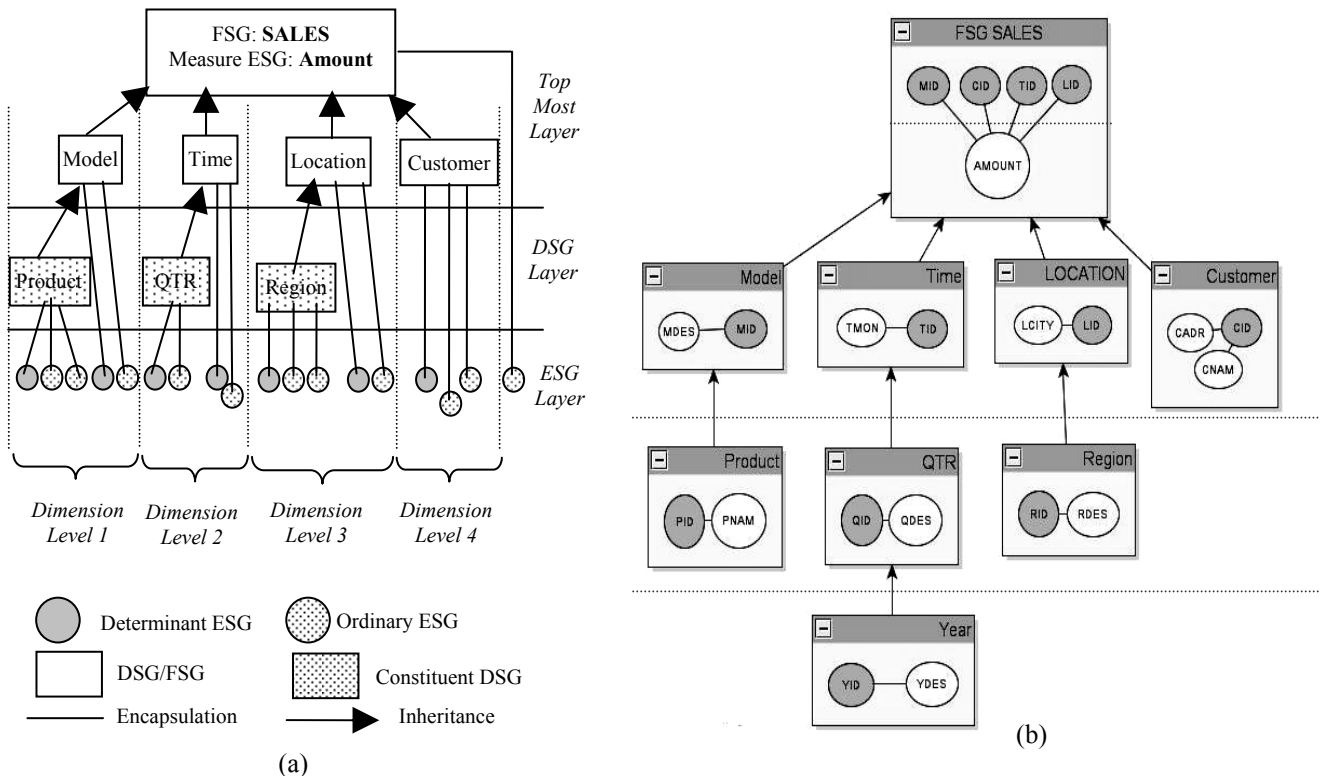 FSG: SALES
Measure ESG: Amount
Top
Most
Layer
Model
Time
Location
Customer
DSG
Layer
Product
QTR
Region
ESG
Layer
Dimension
Level 1
Dimension
Level 2
Dimension
Level 3
Dimension
Level 4
Determinant ESG
Ordinary ESG
DSG/FSG
Constituent DSG
Encapsulation
Inheritance
(a)
FSG SALES
MID
CID
TID
LID
AMOUNT
Model
MDES
MID
Time
TMON
TID
LOCATION
LCITY
LID
Customer
CADR
CID
CNAM
Product
PID
PNAM
QTR
QID
QDES
Region
RID
RDES
Year
YID
YDES
(b)